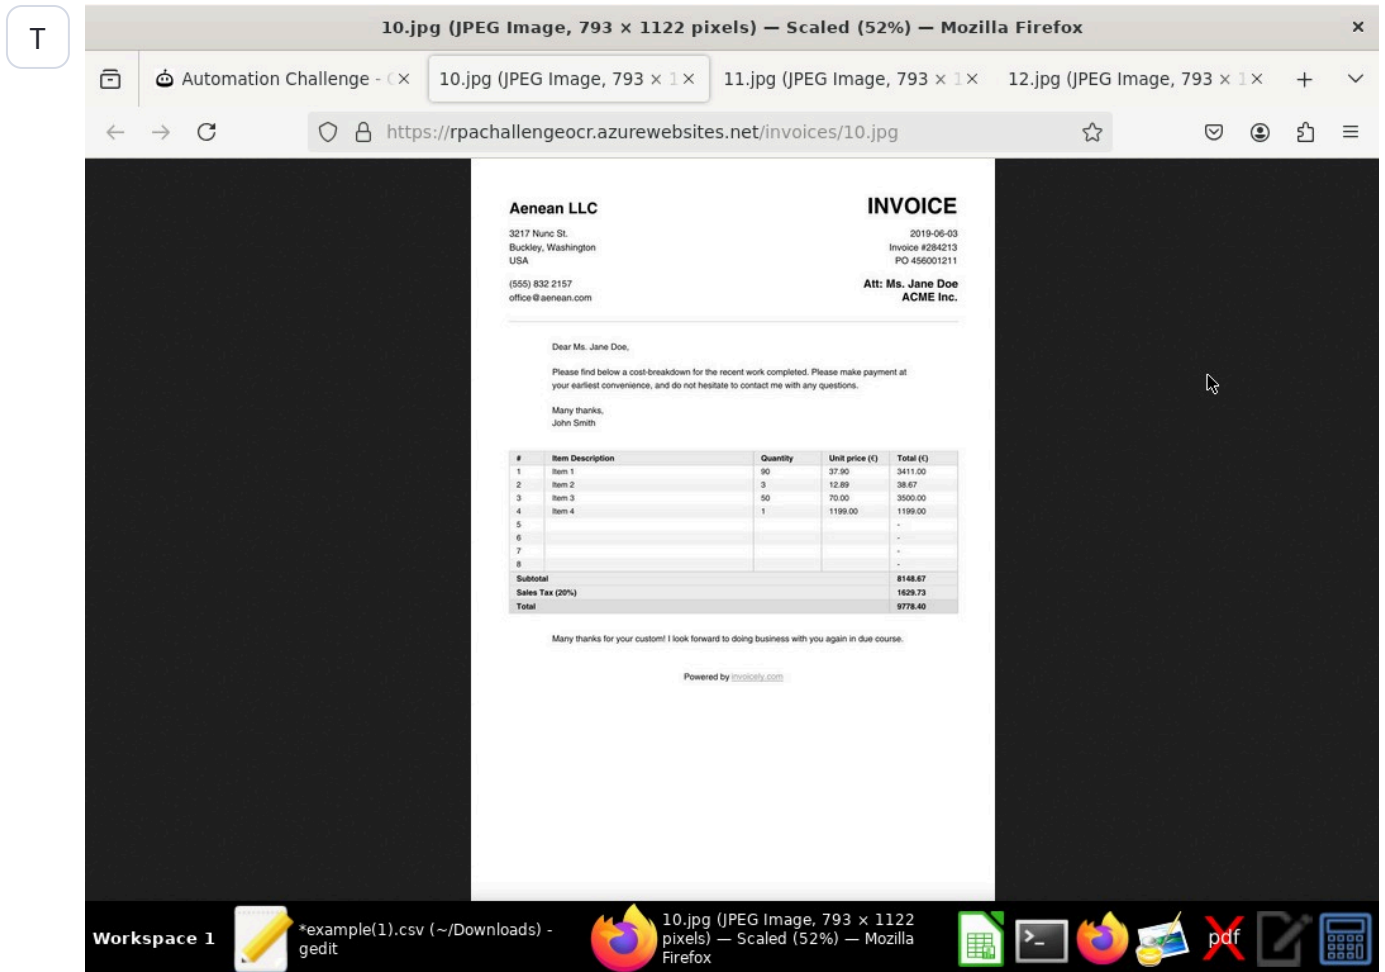 T
10.jpg (JPEG Image, 793 × 1122 pixels) — Scaled (52%) — Mozilla Firefox
Automation Challenge -
10.jpg (JPEG Image, 793 × 1
11.jpg (JPEG Image, 793 × 1
12.jpg (JPEG Image, 793 × 1
https://rpachallengeocr.azurewebsites.net/invoices/10.jpg
Aenean LLC
INVOICE
3217 Nunc St.
2019-06-03
Buckley, Washington
Invoice #284213
USA
PO 456001211
(555) 832 2157
Att: Ms. Jane Doe
office@aenean.com
ACME Inc.
Dear Ms. Jane Doe,
Please find below a cost-breakdown for the recent work completed. Please make payment at
your earliest convenience, and do not hesitate to contact me with any questions.
Many thanks,
John Smith
# Item Description Quantity Unit price (€) Total (€)
1 Item 1 90 37.90 3411.00
2 Item 2 3 12.89 38.67
3 Item 3 50 70.00 3500.00
4 Item 4 1 1199.00 1199.00
5 -
6 -
7 -
8 -
Subtotal 8148.67
Sales Tax (20%) 1629.73
Total 9778.40
Many thanks for your custom! I look forward to doing business with you again in due course.
Powered by invoicely.com
Workspace 1
*example(1).csv (~/Downloads) -
gedit
10.jpg (JPEG Image, 793 × 1122
pixels) — Scaled (52%) — Mozilla
Firefox
pdf